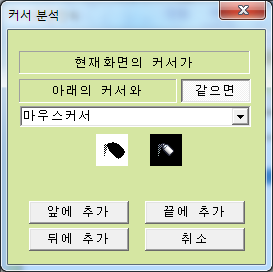 커서 분석
현재화면의 커서가
아래의 커서와 같으면
마우스커서
앞에 추가 끝에 추가
뒤에 추가 취소